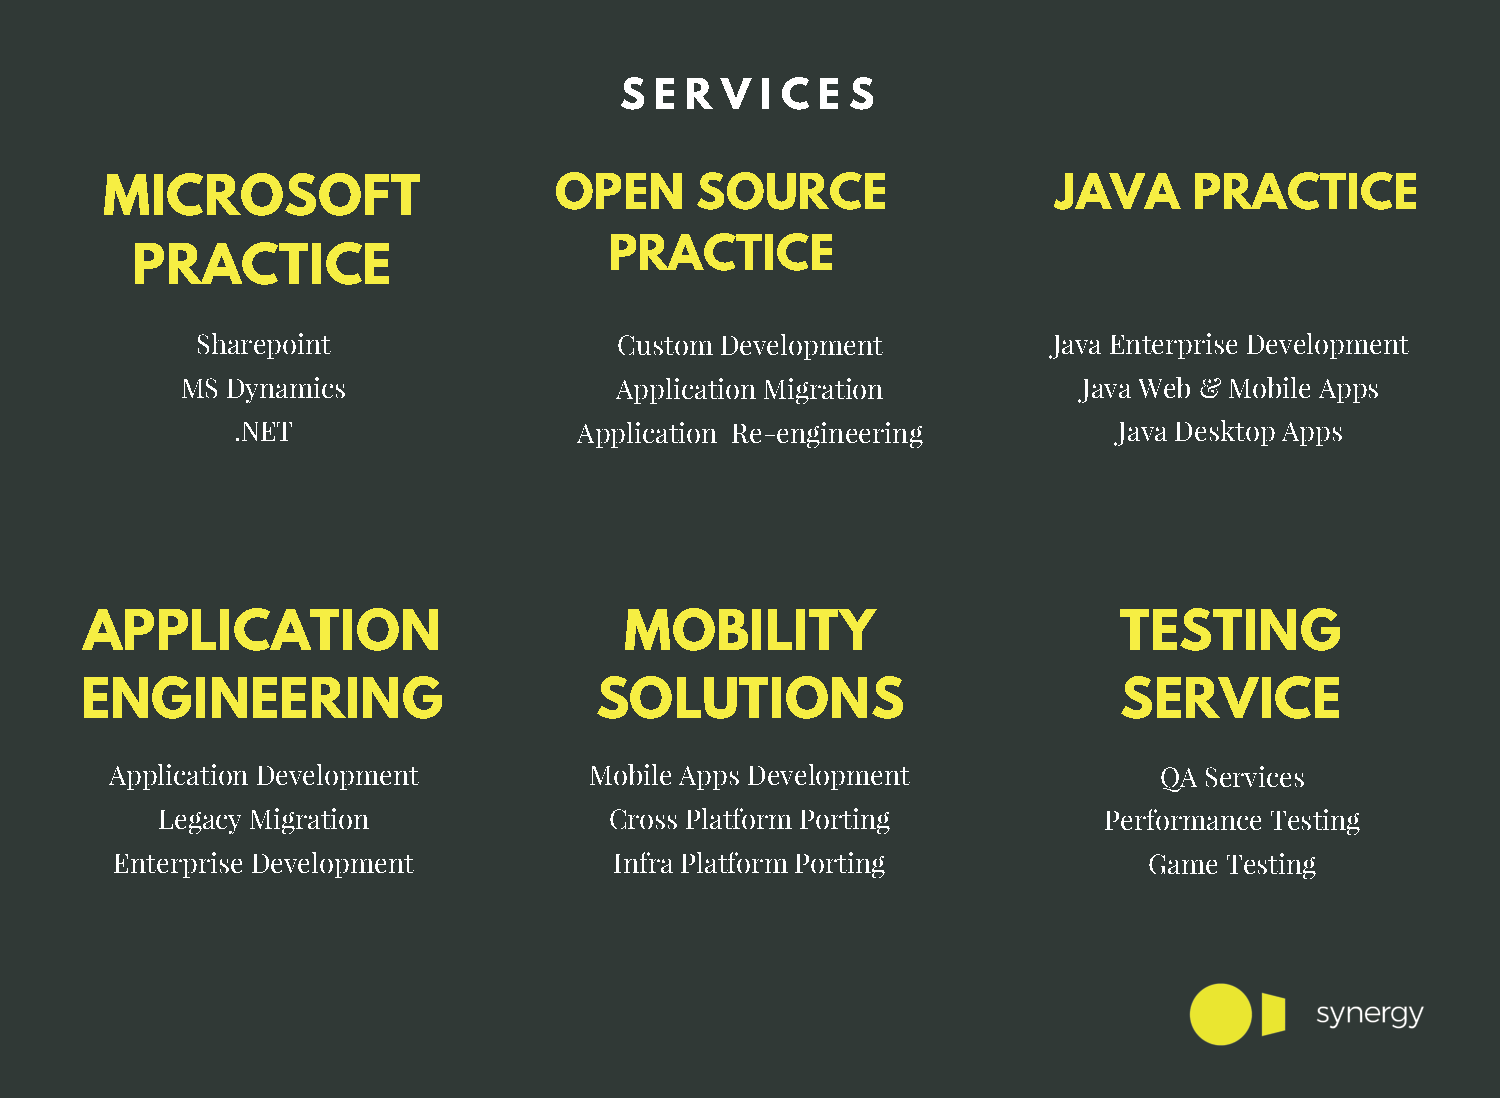 SERVICES
MICROSOFT
PRACTICE
Sharepoint
MS Dynamics
.NET
OPEN SOURCE
PRACTICE
Custom Development
Application Migration
Application Re-engineering
JAVA PRACTICE
Java Enterprise Development
Java Web & Mobile Apps
Java Desktop Apps
APPLICATION
ENGINEERING
Application Development
Legacy Migration
Enterprise Development
MOBILITY
SOLUTIONS
Mobile Apps Development
Cross Platform Porting
Infra Platform Porting
TESTING
SERVICE
QA Services
Performance Testing
Game Testing
synergy